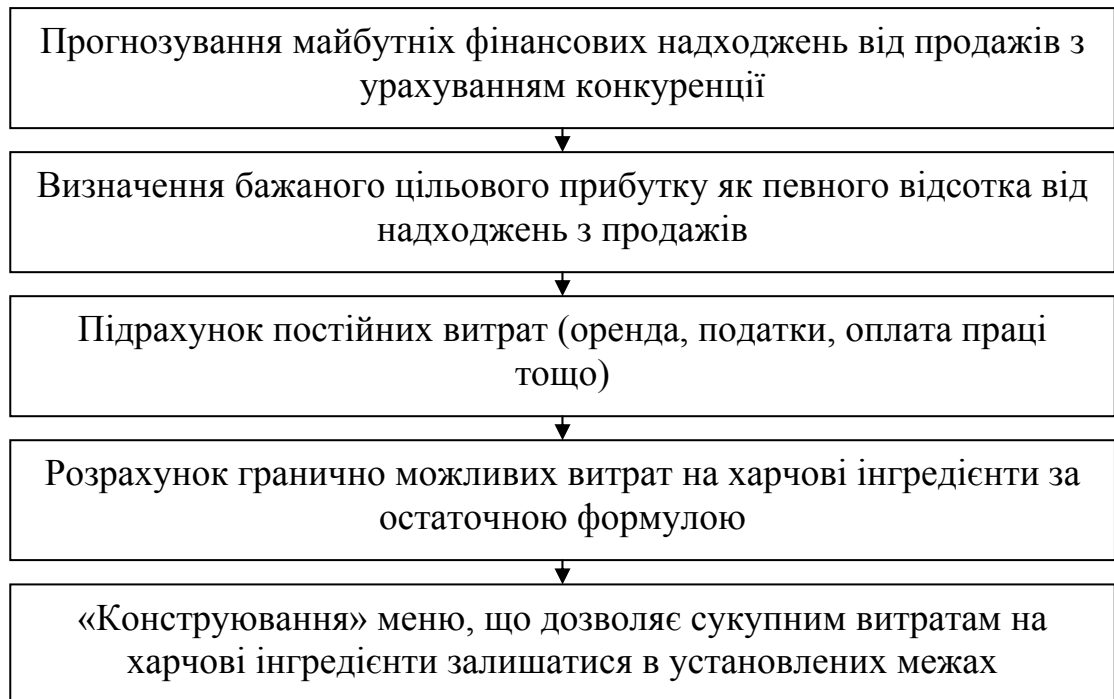 Прогнозування майбутніх фінансових надходжень від продажів з
урахуванням конкуренції
Визначення бажаного цільового прибутку як певного відсотка від
надходжень з продажів
Підрахунок постійних витрат (оренда, податки, оплата праці
тощо)
Розрахунок гранично можливих витрат на харчові інгредієнти за
остаточною формулою
«Конструювання» меню, що дозволяє сукупним витратам на
харчові інгредієнти залишатися в установлених межах